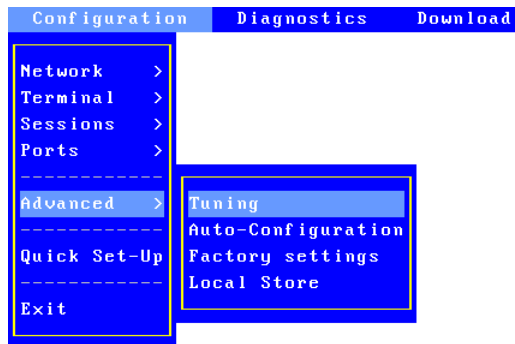 Configuration Diagnostics Download
Network >
Terminal >
Sessions >
Ports >
------------
Advanced > Tuning
------------ Auto-Configuration
Quick Set-Up Factory settings
------------ Local Store
Exit